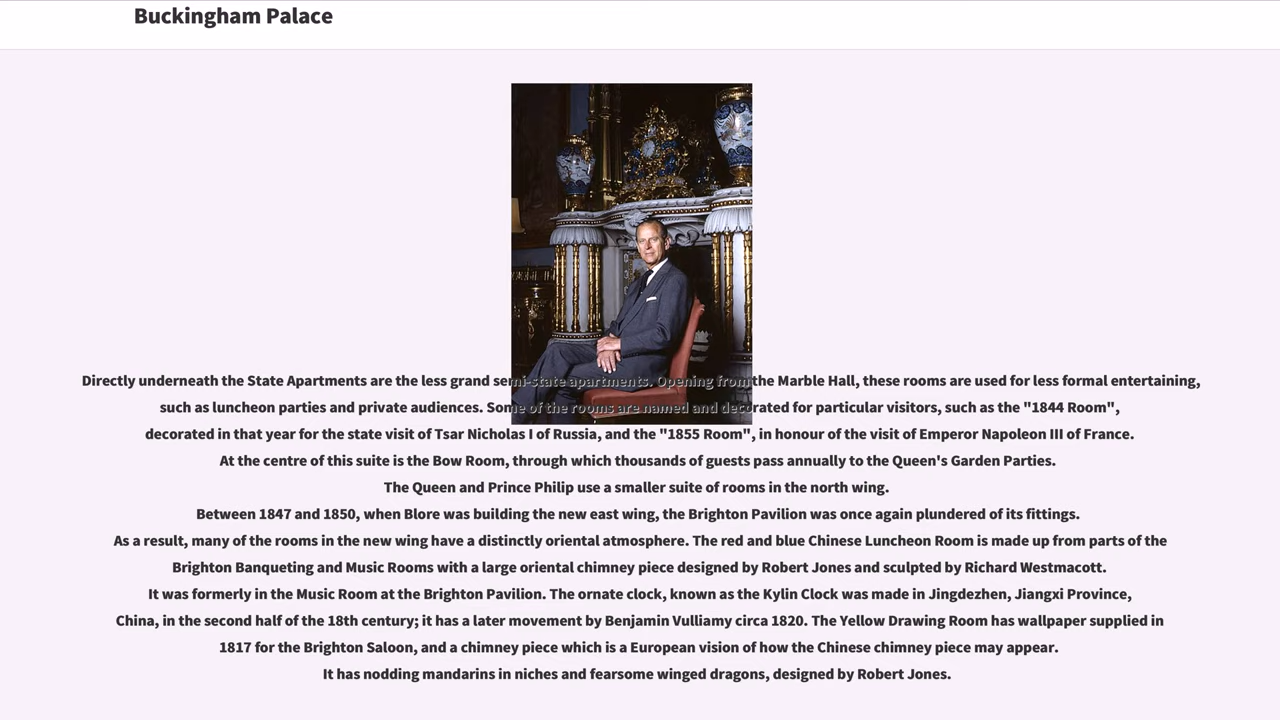 Buckingham Palace
Directly underneath the State Apartments are the less grand semi-state apartments. Opening from the Marble Hall, these rooms are used for less formal entertaining,
such as luncheon parties and private audiences. Some of the rooms are named and decorated for particular visitors, such as the "1844 Room",
decorated in that year for the state visit of Tsar Nicholas I of Russia, and the "1855 Room", in honour of the visit of Emperor Napoleon III of France.
At the centre of this suite is the Bow Room, through which thousands of guests pass annually to the Queen's Garden Parties.
The Queen and Prince Philip use a smaller suite of rooms in the north wing.
Between 1847 and 1850, when Blore was building the new east wing, the Brighton Pavilion was once again plundered of its fittings.
As a result, many of the rooms in the new wing have a distinctly oriental atmosphere. The red and blue Chinese Luncheon Room is made up from parts of the
Brighton Banqueting and Music Rooms with a large oriental chimney piece designed by Robert Jones and sculpted by Richard Westmacott.
It was formerly in the Music Room at the Brighton Pavilion. The ornate clock, known as the Kylin Clock was made in Jingdezhen, Jiangxi Province,
China, in the second half of the 18th century; it has a later movement by Benjamin Vulliamy circa 1820. The Yellow Drawing Room has wallpaper supplied in
1817 for the Brighton Saloon, and a chimney piece which is a European vision of how the Chinese chimney piece may appear.
It has nodding mandarins in niches and fearsome winged dragons, designed by Robert Jones.